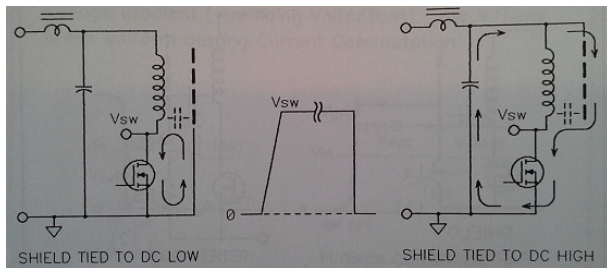 Vsw
Vsw
0
Vsw
SHIELD TIED TO DC LOW
SHIELD TIED TO DC HIGH